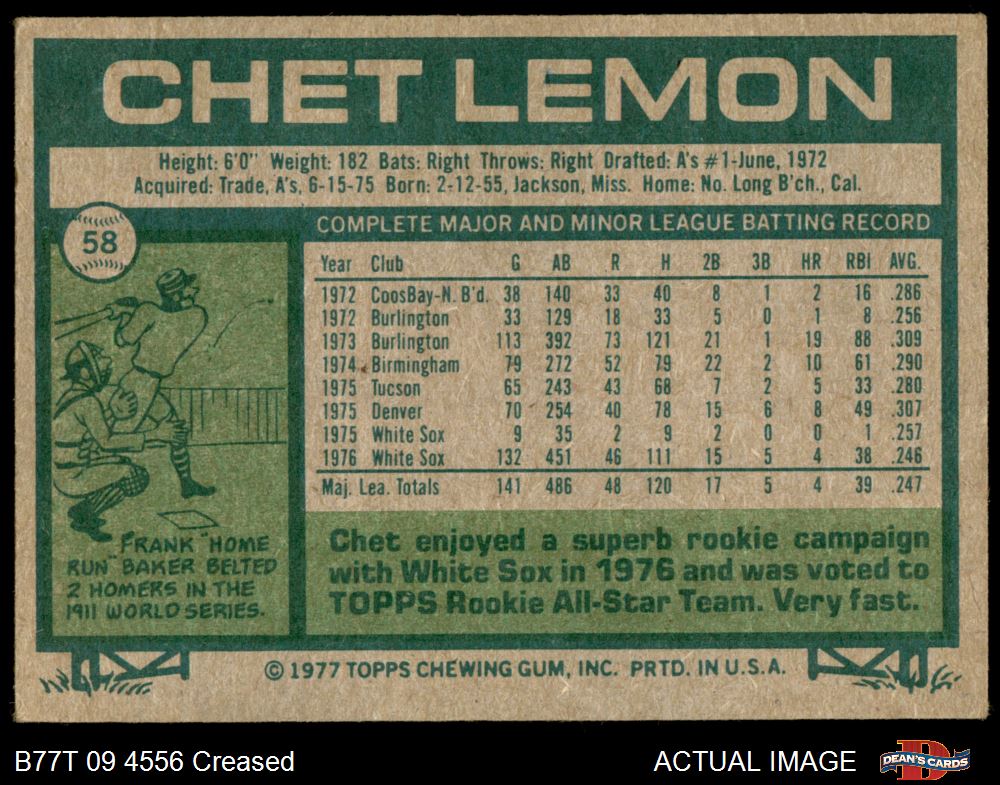 CHET LEMON
Height: 6'0" Weight: 182 Bats: Right Throws: Right Drafted: A's #1-June, 1972
Acquired: Trade, A's, 6-15-75 Born: 2-12-55, Jackson, Miss. Home: No. Long B'ch., Cal.
58
COMPLETE MAJOR AND MINOR LEAGUE BATTING RECORD
Year Club G AB R H 2B 3B HR RBI AVG.
1972 CoosBay-N. B'd. 38 140 33 40 8 1 2 16 .286
1972 Burlington 33 129 18 33 5 0 1 8 .256
1973 Burlington 113 392 73 121 21 1 19 88 .309
1974 Birmingham 79 272 52 79 22 2 10 61 .290
1975 Tucson 65 243 43 68 7 2 5 33 .280
1975 Denver 70 254 40 78 15 6 8 49 .307
1975 White Sox 9 35 2 9 2 0 0 1 .257
1976 White Sox 132 451 46 111 15 5 4 38 .246
Maj. Lea. Totals 141 486 48 120 17 5 4 39 .247
FRANK "HOME
RUN" BAKER BELTED
2 HOMERS IN THE
1911 WORLD SERIES.
Chet enjoyed a superb rookie campaign
with White Sox in 1976 and was voted to
TOPPS Rookie All-Star Team. Very fast.
© 1977 TOPPS CHEWING GUM, INC. PRTD. IN U.S.A.
B77T 09 4556 Creased
ACTUAL IMAGE
DEAN'S CARDS